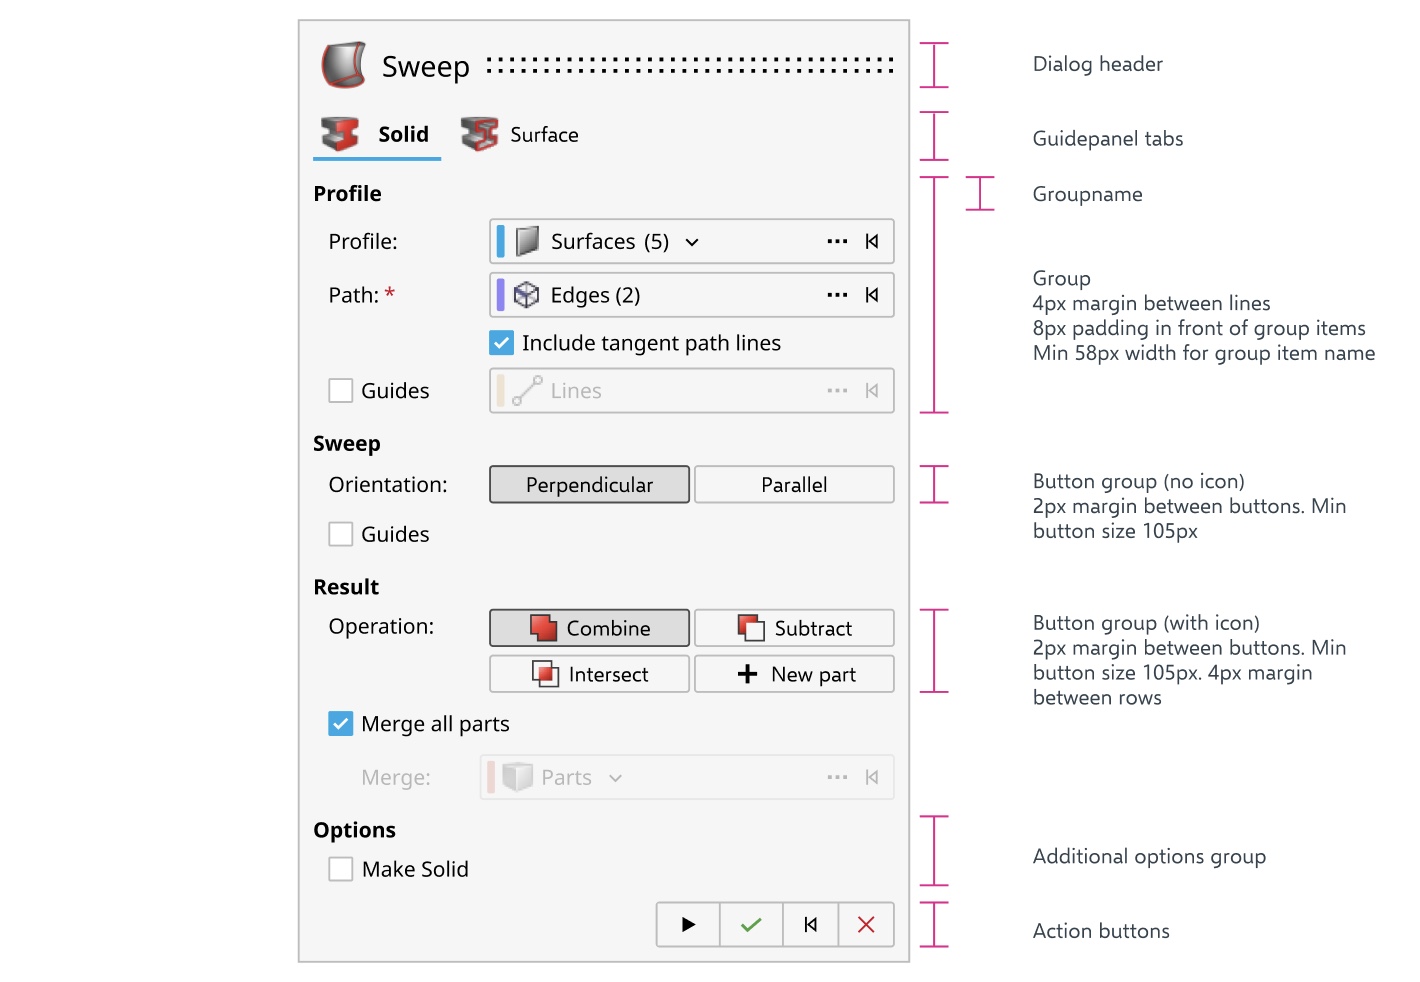 Sweep
Dialog header
Solid
Surface
Guidepanel tabs
Profile
Groupname
Profile:
Surfaces (5)
Path: *
Edges (2)
Include tangent path lines
Guides
Lines
Group
4px margin between lines
8px padding in front of group items
Min 58px width for group item name
Sweep
Orientation:
Perpendicular
Parallel
Guides
Button group (no icon)
2px margin between buttons. Min
button size 105px
Result
Operation:
Combine
Subtract
Intersect
New part
Button group (with icon)
2px margin between buttons. Min
button size 105px. 4px margin
between rows
Merge all parts
Merge:
Parts
Options
Make Solid
Additional options group
Action buttons